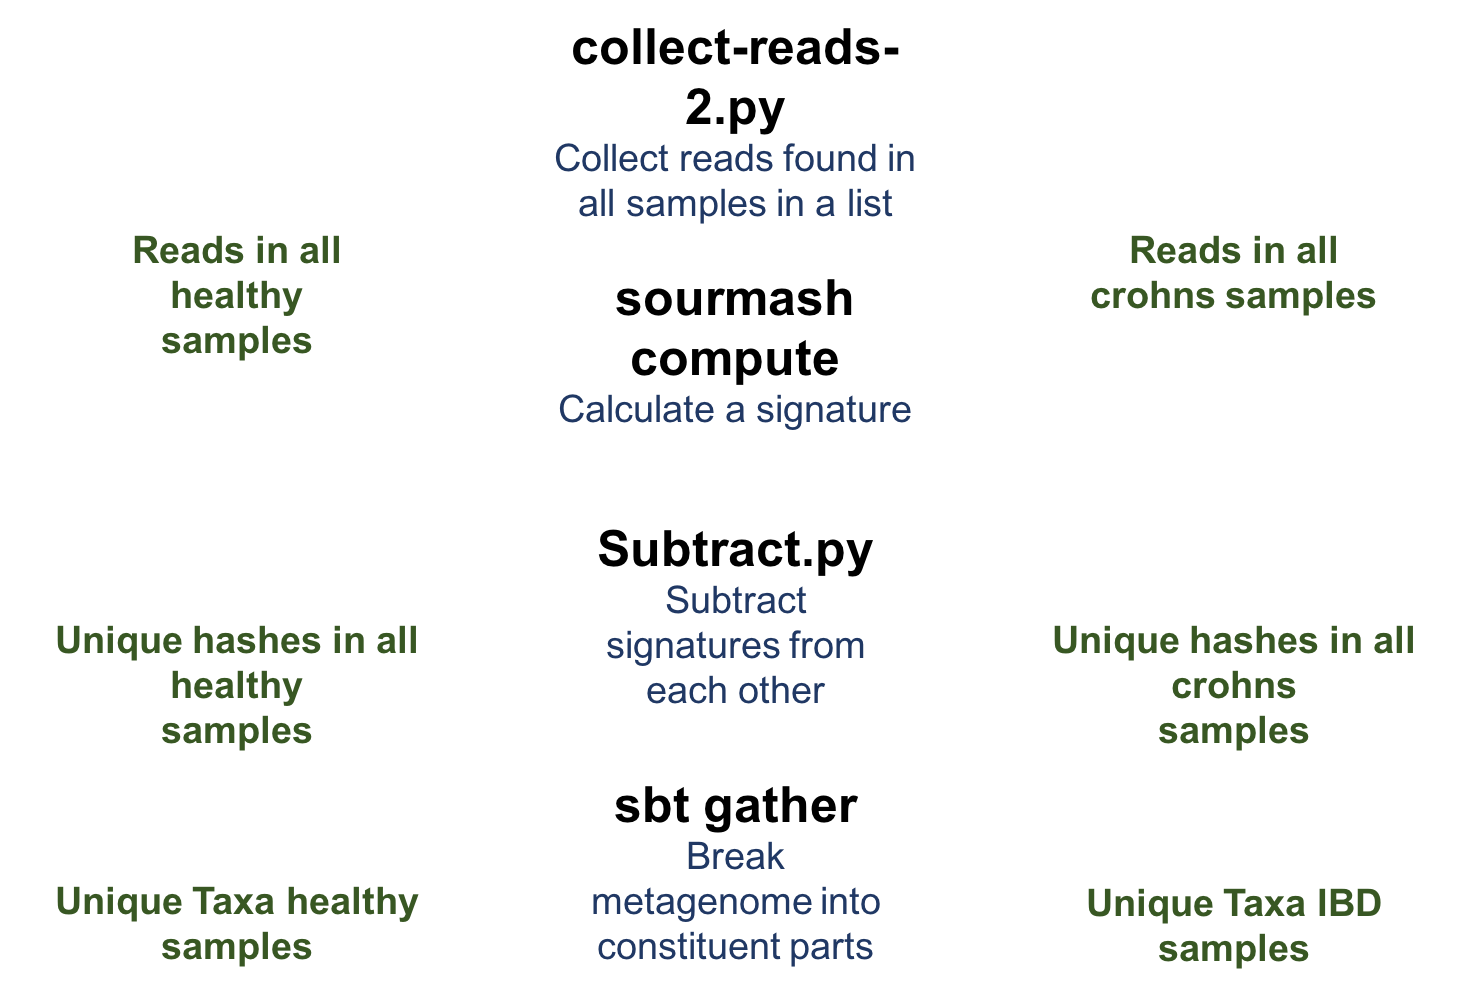 collect-reads-
2.py
Collect reads found in
all samples in a list
Reads in all
healthy
samples
Reads in all
crohns samples
sourmash
compute
Calculate a signature
Subtract.py
Subtract
signatures from
each other
Unique hashes in all
healthy
samples
Unique hashes in all
crohns
samples
sbt gather
Break
metagenome into
constituent parts
Unique Taxa healthy
samples
Unique Taxa IBD
samples